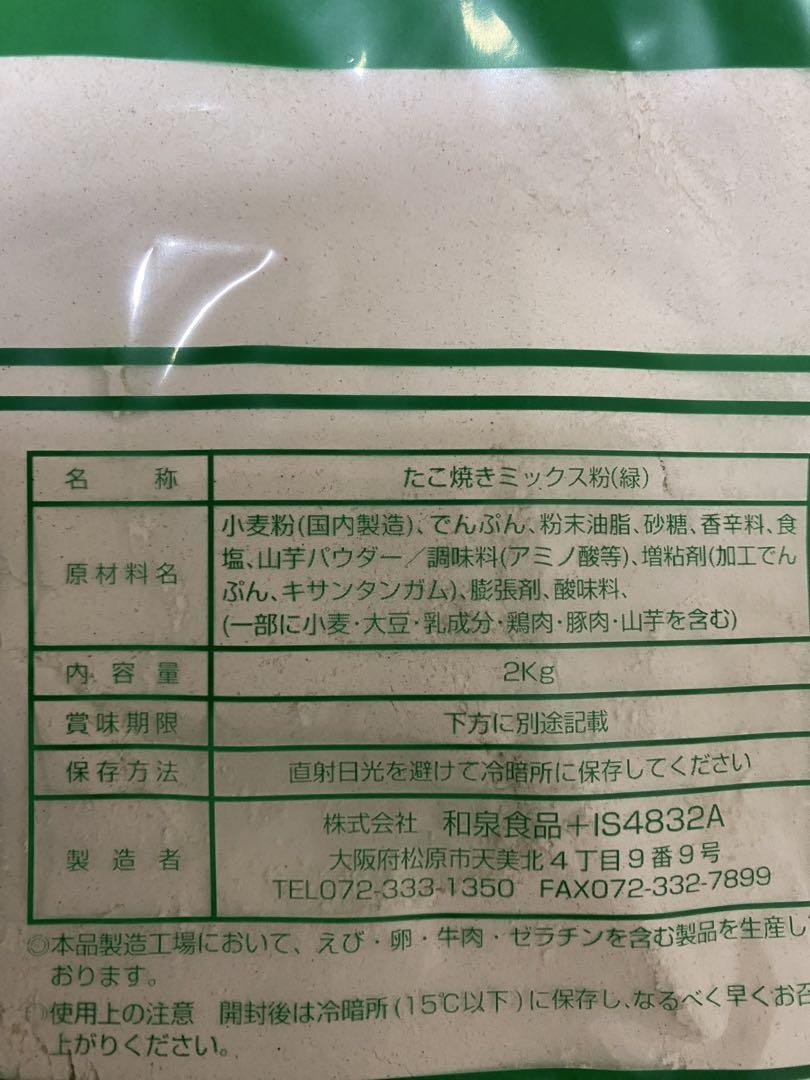 名称 たこ焼きミックス粉(緑)
原材料名 小麦粉(国内製造)、でんぷん、粉末油脂、砂糖、香辛料、食
塩、山芋パウダー／調味料(アミノ酸等)、増粘剤(加工でん
ぷん、キサンタンガム)、膨張剤、酸味料、
(一部に小麦・大豆・乳成分・鶏肉・豚肉・山芋を含む)
内容量 2Kg
賞味期限 下方に別途記載
保存方法 直射日光を避けて冷暗所に保存してください
製造者 株式会社 和泉食品+IS4832A
大阪府松原市天美北4丁目9番9号
TEL072-333-1350 FAX072-332-7899
◎本品製造工場において、えび・卵・牛肉・ゼラチンを含む製品を生産し
おります。
◎使用上の注意 開封後は冷暗所(15℃以下)に保存し、なるべく早くお召
上がりください。